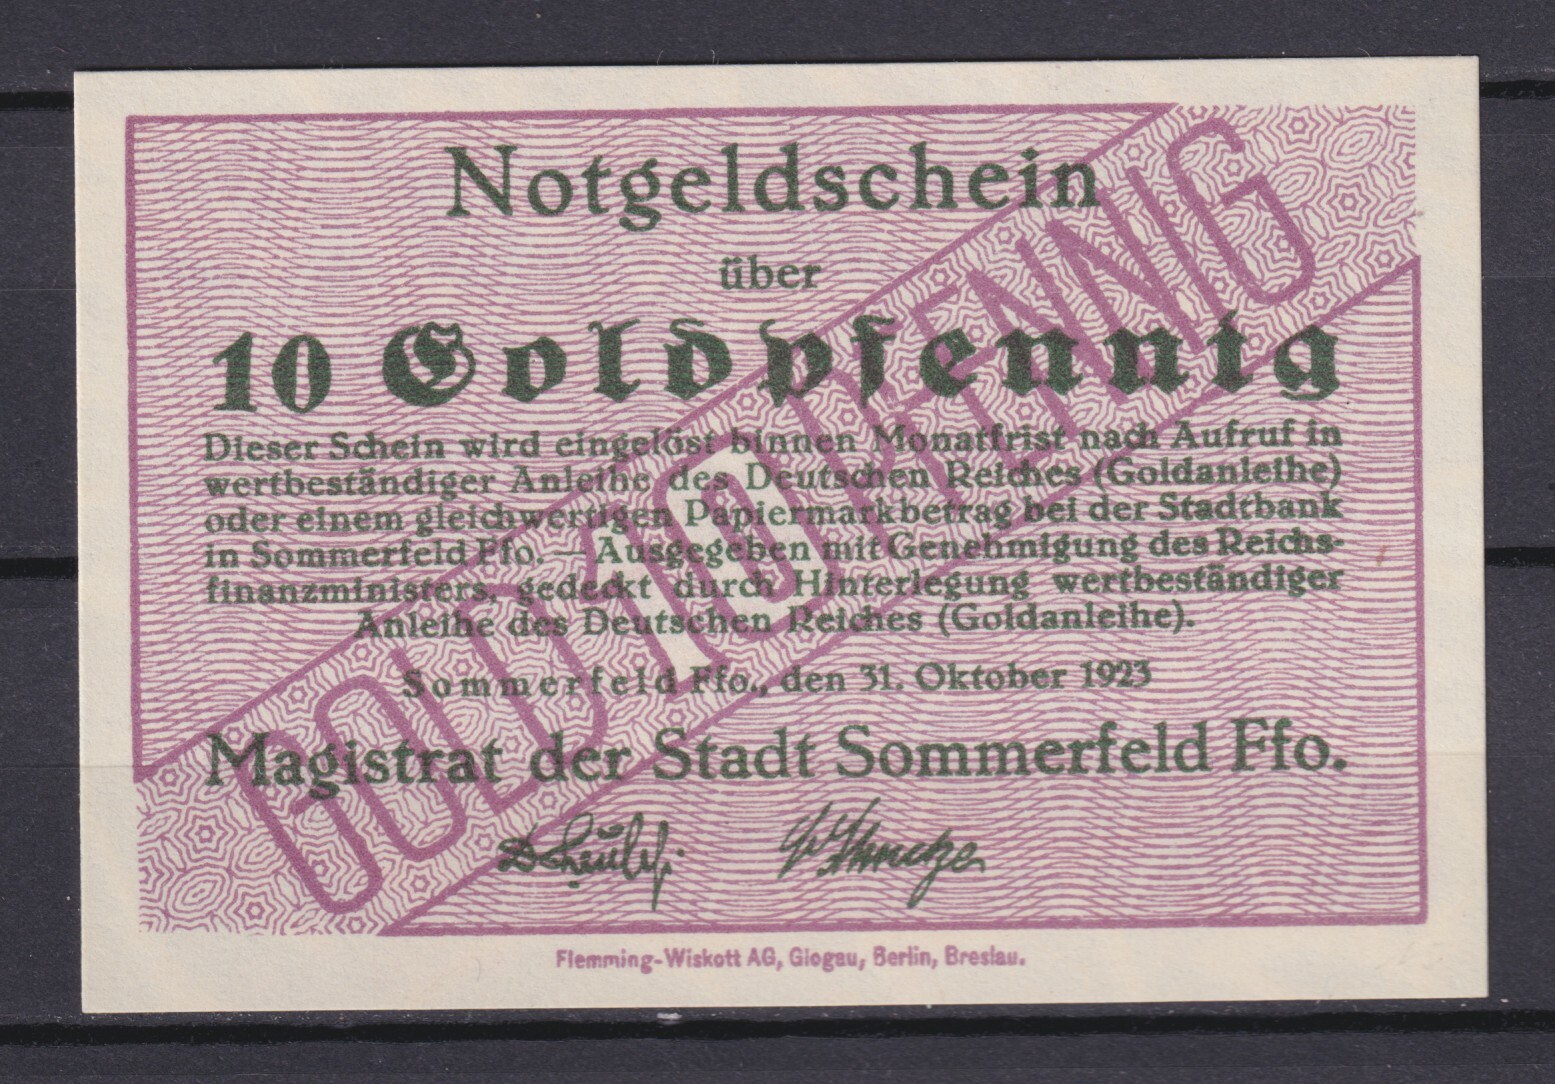 Notgeldschein
über
10 Goldpfennig
Dieser Schein wird eingelöst binnen Monatfrist nach Aufruf in
wertbeständiger Anleihe des Deutschen Reiches (Goldanleihe)
oder einem gleichwertigen Papiermarkbetrag bei der Stadtbank
in Sommerfeld Ffo. — Ausgegeben mit Genehmigung des Reichs-
finanzministers, gedeckt durch Hinterlegung wertbeständiger
Anleihe des Deutschen Reiches (Goldanleihe).
Sommerfeld Ffo., den 31. Oktober 1923
Magistrat der Stadt Sommerfeld Ffo.
GOLD 10 PFENNIG
Flemming-Wiskott AG, Glogau, Berlin, Breslau.